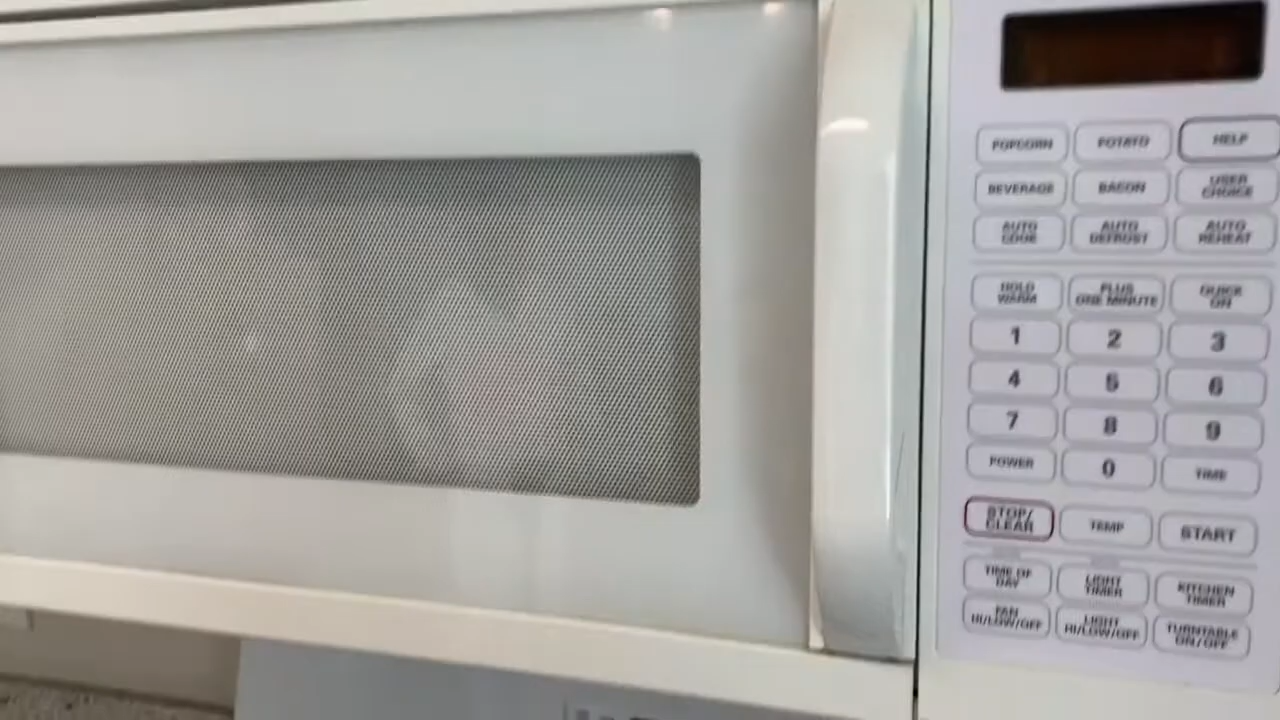 POPCORN POTATO HELP
BEVERAGE BACON USER CHOICE
AUTO COOK AUTO DEFROST AUTO REHEAT
HOLD WARM PLUS ONE MINUTE QUICK ON
1 2 3
4 5 6
7 8 9
POWER 0 TIME
STOP/CLEAR TEMP START
TIME OF DAY LIGHT TIMER KITCHEN TIMER
FAN HI/LOW/OFF LIGHT HI/LOW/OFF TURNTABLE ON/OFF